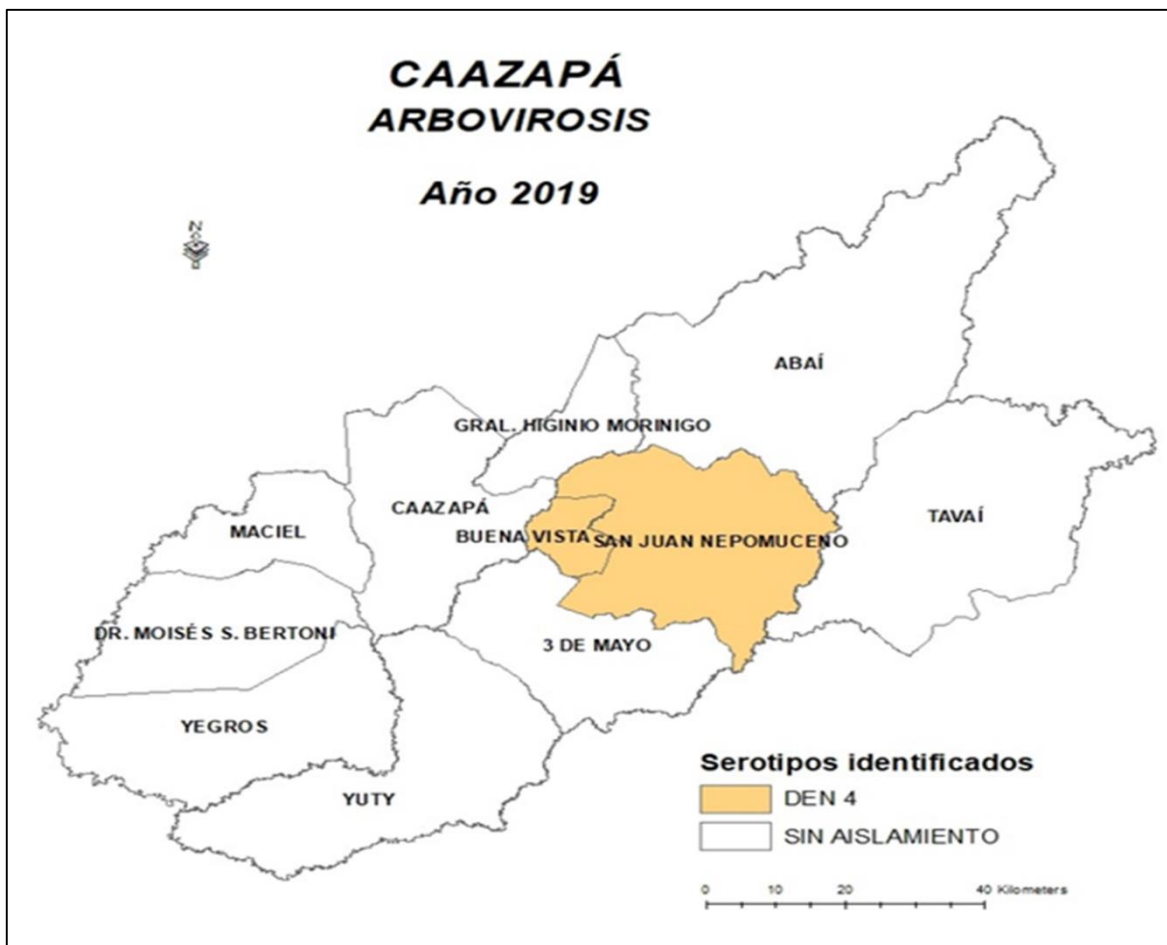 CAAZAPÁ
ARBOVIROSIS
Año 2019
N
ABAÍ
GRAL. HIGINIO MORINIGO
CAAZAPÁ
TAVAÍ
MACIEL
BUENA VISTA
SAN JUAN NEPOMUCENO
DR. MOISÉS S. BERTONI
3 DE MAYO
YEGROS
YUTY
Serotipos identificados
DEN 4
SIN AISLAMIENTO
0 10 20 40 Kilometers